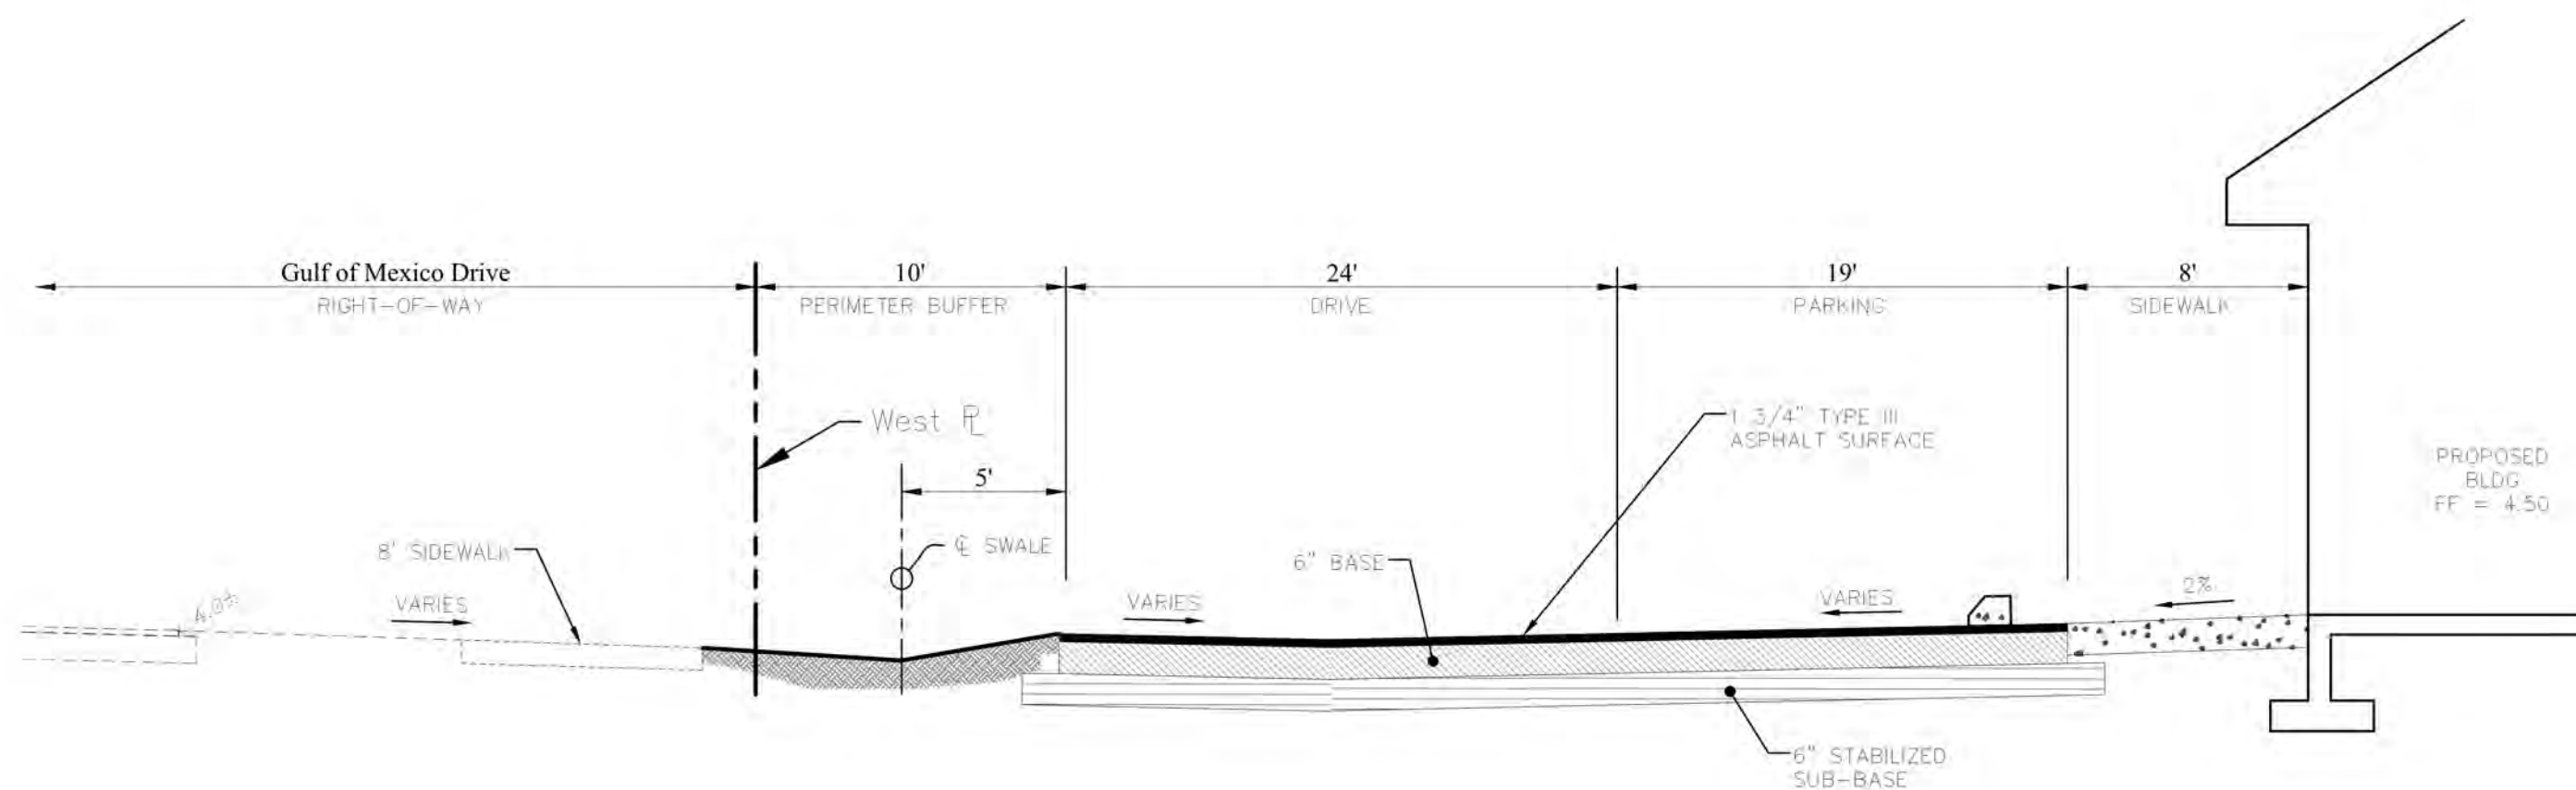 Gulf of Mexico Drive
RIGHT-OF-WAY
10'
PERIMETER BUFFER
24'
DRIVE
19'
PARKING
8'
SIDEWALK
West PL
5'
℄ SWALE
8' SIDEWALK
4.0±
VARIES
VARIES
6" BASE
1 3/4" TYPE III
ASPHALT SURFACE
VARIES
2%
PROPOSED
BLDG
FF = 4.50
6" STABILIZED
SUB-BASE